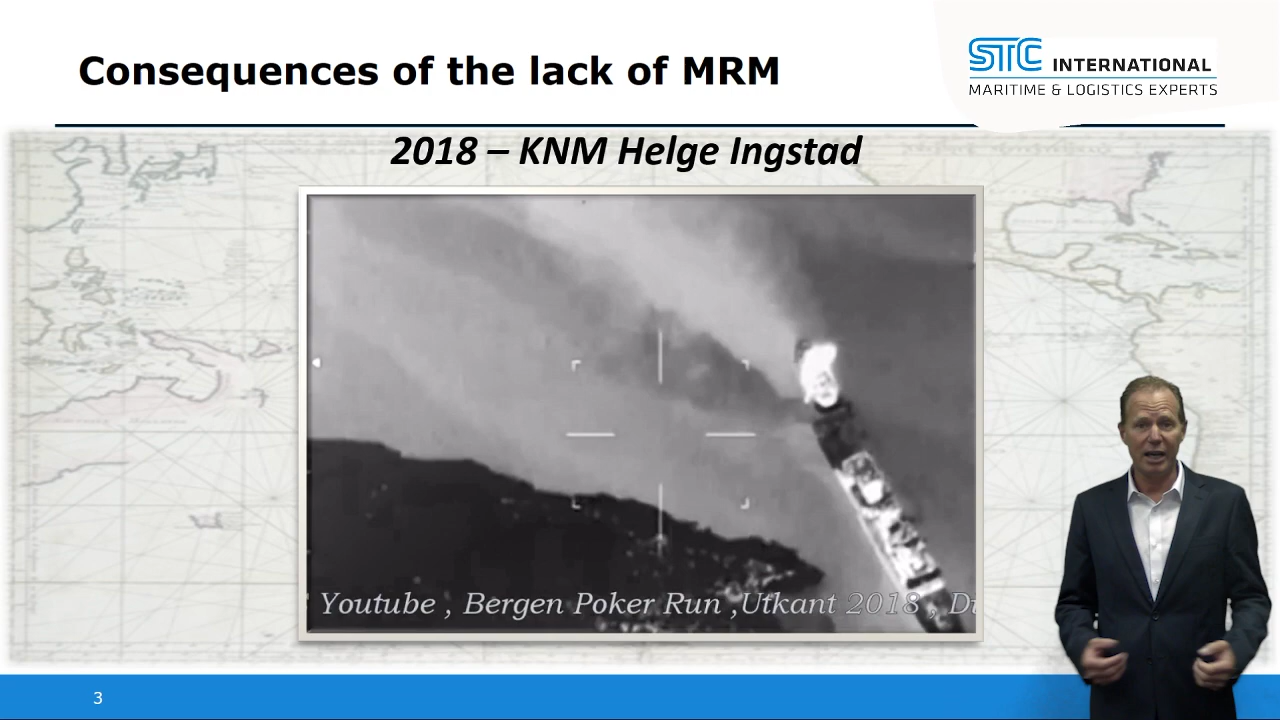 Consequences of the lack of MRM
STC INTERNATIONAL
MARITIME & LOGISTICS EXPERTS
2018 – KNM Helge Ingstad
Youtube , Bergen Poker Run ,Utkant 2018 ,
3